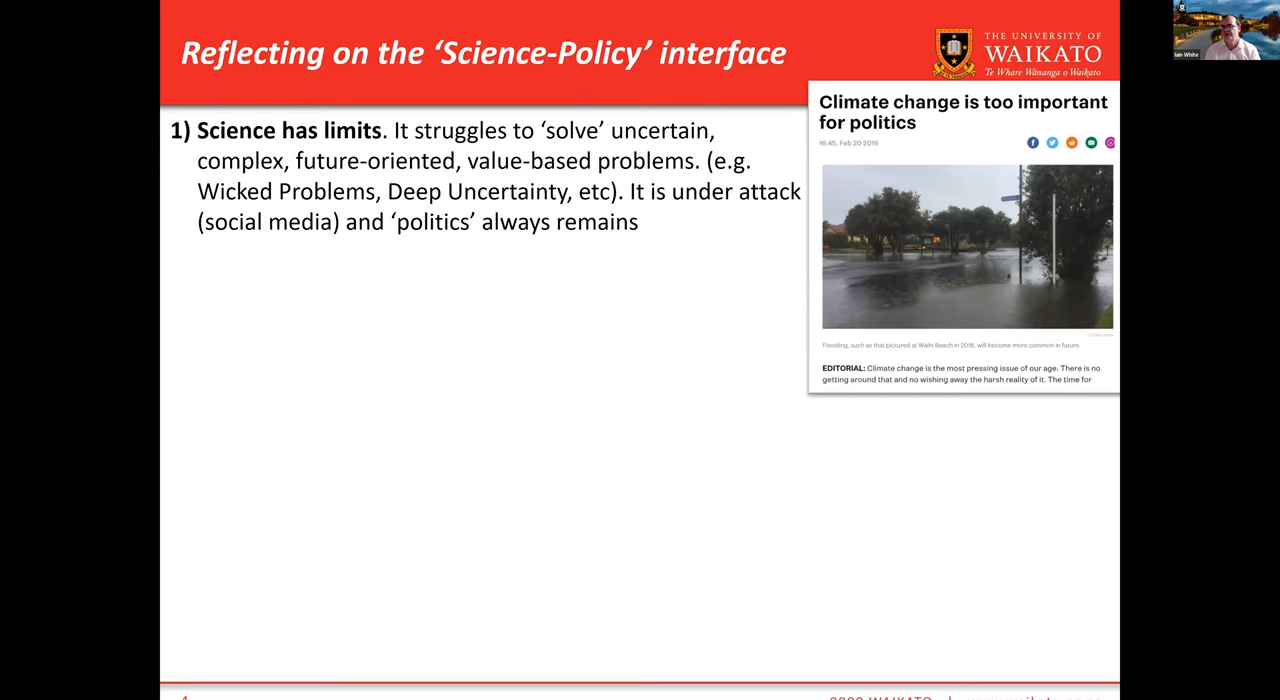 Reflecting on the ‘Science-Policy’ interface
THE UNIVERSITY OF
WAIKATO
Te Whare Wānanga o Waikato
Iain White
1) Science has limits. It struggles to ‘solve’ uncertain,
complex, future-oriented, value-based problems. (e.g.
Wicked Problems, Deep Uncertainty, etc). It is under attack
(social media) and ‘politics’ always remains
Climate change is too important
for politics
16:45, Feb 20 2019
Flooding, such as that pictured at Waihi Beach in 2018, will become more common in future.
EDITORIAL: Climate change is the most pressing issue of our age. There is no
getting around that and no wishing away the harsh reality of it. The time for